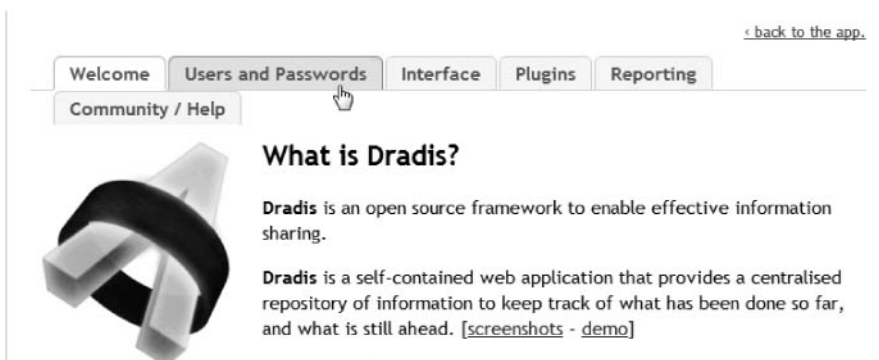 ‹ back to the app.
Welcome Users and Passwords Interface Plugins Reporting
Community / Help
What is Dradis?
Dradis is an open source framework to enable effective information
sharing.
Dradis is a self-contained web application that provides a centralised
repository of information to keep track of what has been done so far,
and what is still ahead. [screenshots - demo]